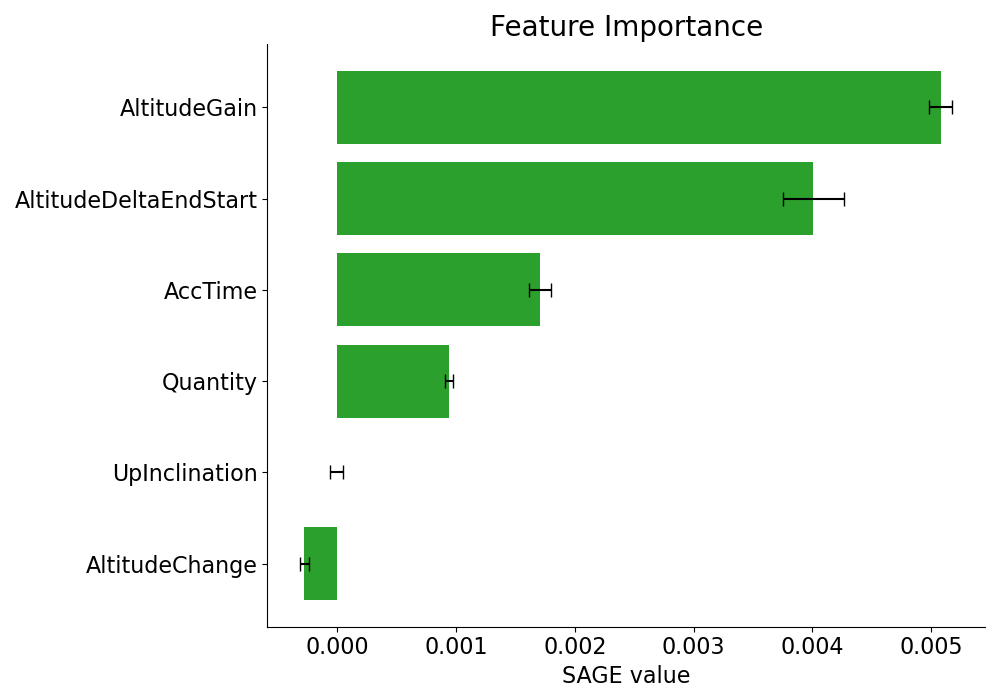 Feature Importance
AltitudeGain
AltitudeDeltaEndStart
AccTime
Quantity
UpInclination
AltitudeChange
0.000 0.001 0.002 0.003 0.004 0.005
SAGE value